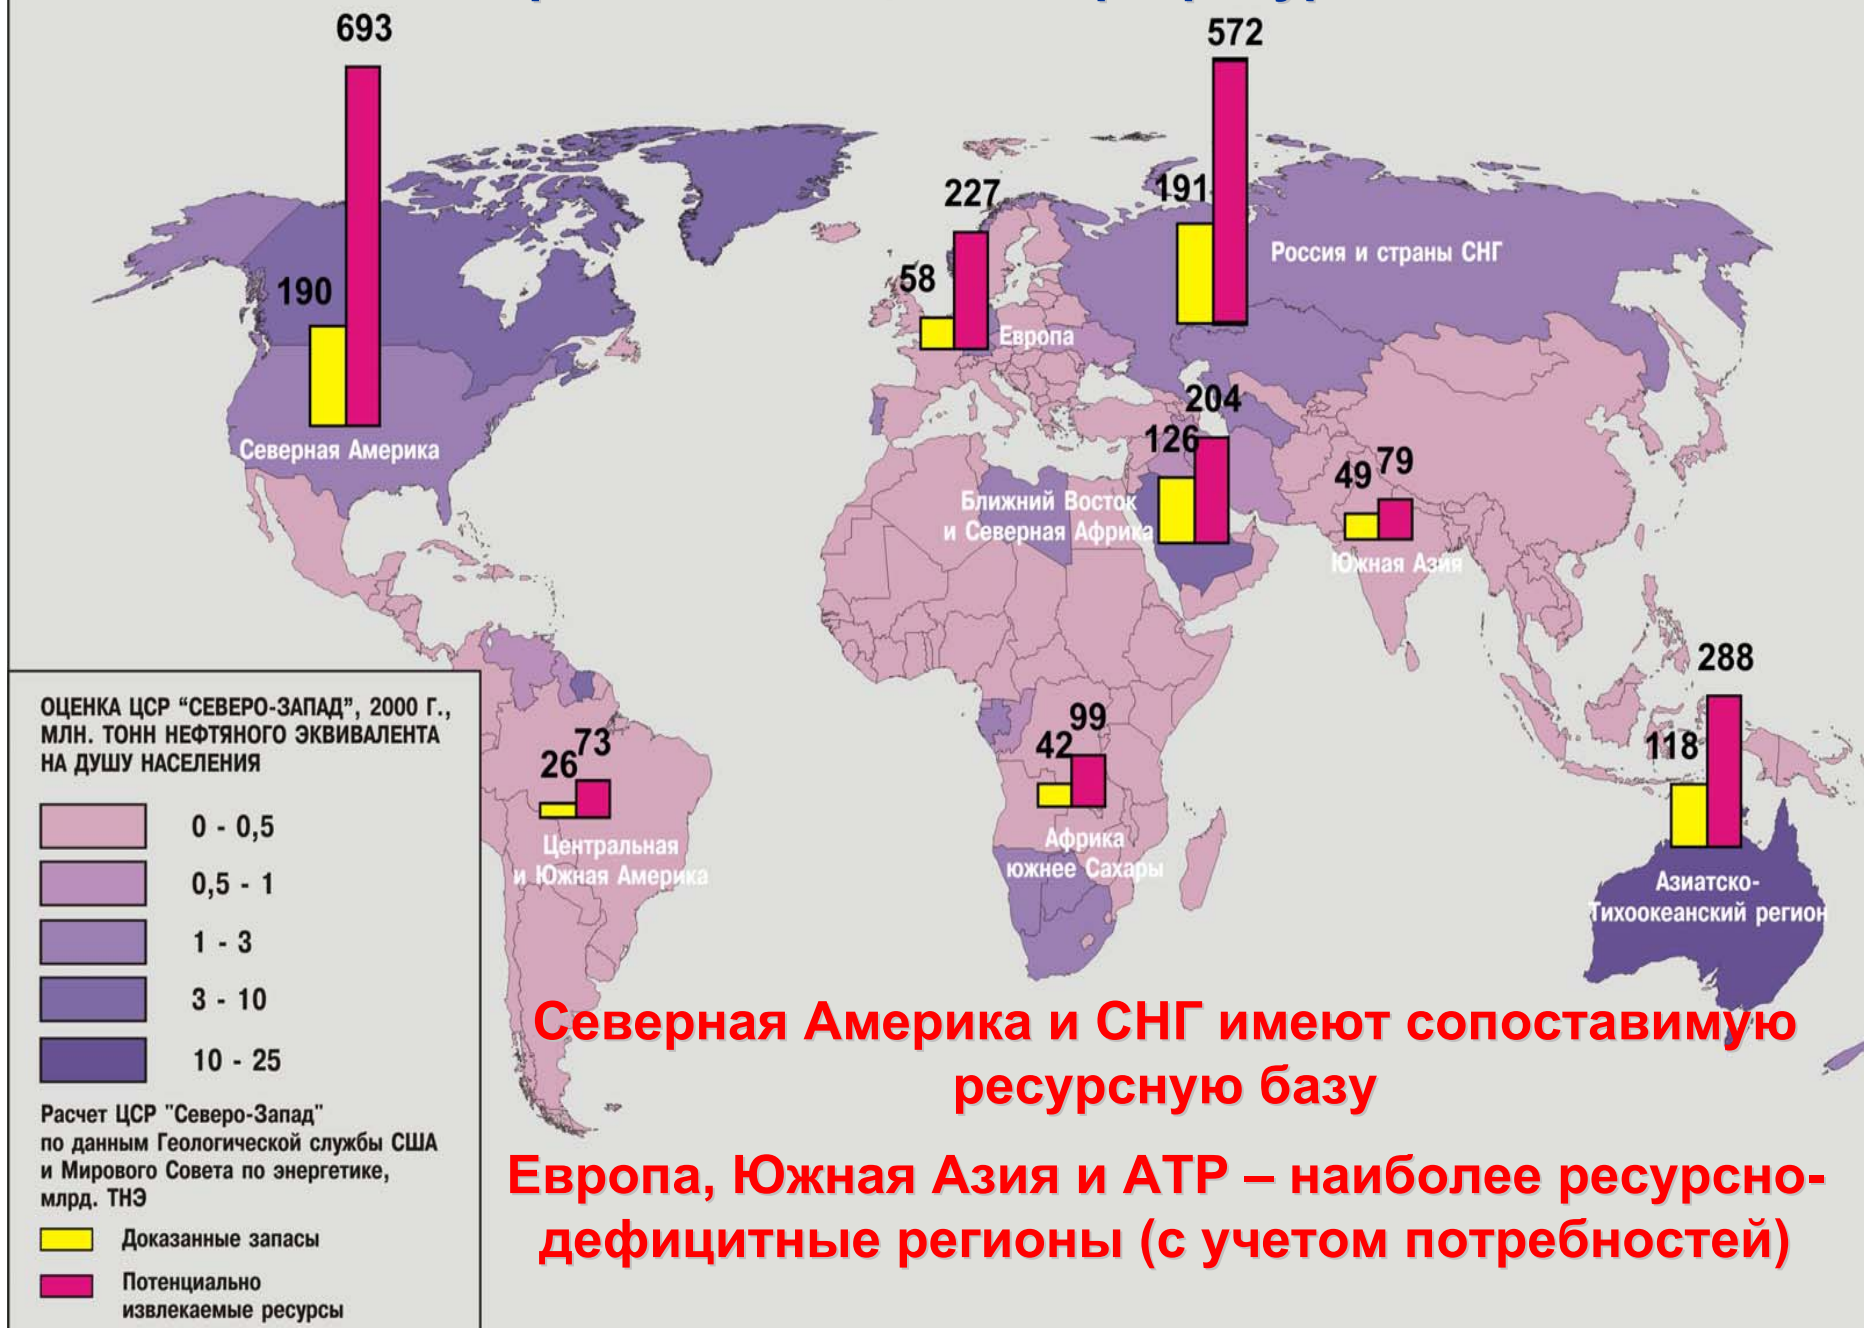 693
572
227
191
Россия и страны СНГ
190
58
Европа
Северная Америка
204
126
Ближний Восток
и Северная Африка
49
79
Южная Азия
288
118
99
42
73
26
Центральная
и Южная Америка
Африка
южнее Сахары
Азиатско-
Тихоокеанский регион
ОЦЕНКА ЦСР “СЕВЕРО-ЗАПАД”, 2000 Г.,
МЛН. ТОНН НЕФТЯНОГО ЭКВИВАЛЕНТА
НА ДУШУ НАСЕЛЕНИЯ
0 - 0,5
0,5 - 1
1 - 3
3 - 10
10 - 25
Расчет ЦСР "Северо-Запад"
по данным Геологической службы США
и Мирового Совета по энергетике,
млрд. ТНЭ
Доказанные запасы
Потенциально
извлекаемые ресурсы
Северная Америка и СНГ имеют сопоставимую
ресурсную базу
Европа, Южная Азия и АТР – наиболее ресурсно-
дефицитные регионы (с учетом потребностей)